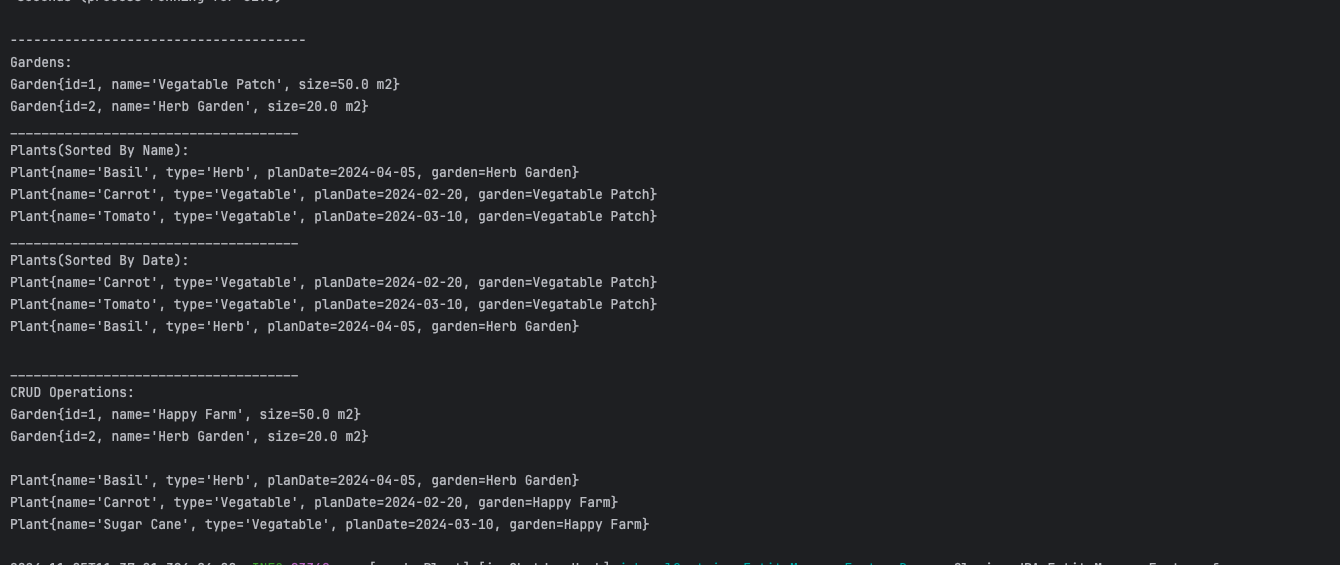 -------------------------------------
Gardens:
Garden{id=1, name='Vegatable Patch', size=50.0 m2}
Garden{id=2, name='Herb Garden', size=20.0 m2}
_____________________________________
Plants(Sorted By Name):
Plant{name='Basil', type='Herb', planDate=2024-04-05, garden=Herb Garden}
Plant{name='Carrot', type='Vegatable', planDate=2024-02-20, garden=Vegatable Patch}
Plant{name='Tomato', type='Vegatable', planDate=2024-03-10, garden=Vegatable Patch}
_____________________________________
Plants(Sorted By Date):
Plant{name='Carrot', type='Vegatable', planDate=2024-02-20, garden=Vegatable Patch}
Plant{name='Tomato', type='Vegatable', planDate=2024-03-10, garden=Vegatable Patch}
Plant{name='Basil', type='Herb', planDate=2024-04-05, garden=Herb Garden}
_____________________________________
CRUD Operations:
Garden{id=1, name='Happy Farm', size=50.0 m2}
Garden{id=2, name='Herb Garden', size=20.0 m2}
Plant{name='Basil', type='Herb', planDate=2024-04-05, garden=Herb Garden}
Plant{name='Carrot', type='Vegatable', planDate=2024-02-20, garden=Happy Farm}
Plant{name='Sugar Cane', type='Vegatable', planDate=2024-03-10, garden=Happy Farm}